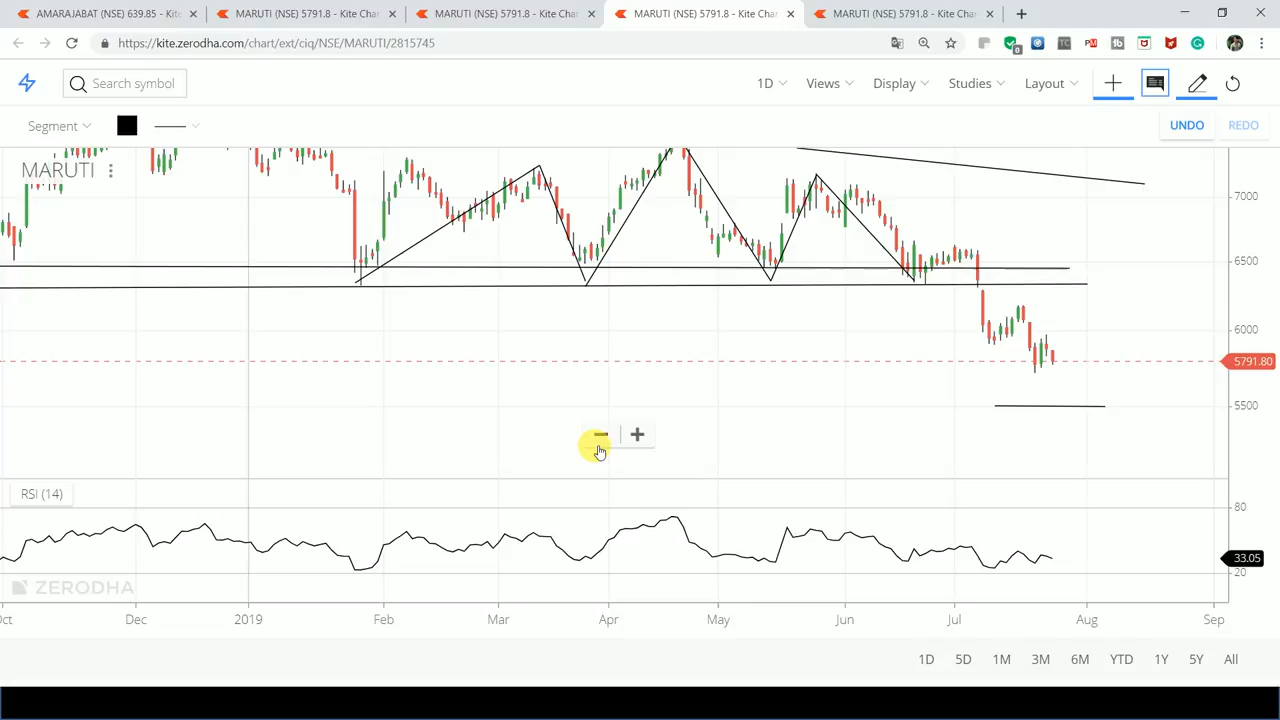 AMARAJABAT (NSE) 639.85 - Kite
MARUTI (NSE) 5791.8 - Kite Char
MARUTI (NSE) 5791.8 - Kite Char
MARUTI (NSE) 5791.8 - Kite Char
MARUTI (NSE) 5791.8 - Kite Char
https://kite.zerodha.com/chart/ext/ciq/NSE/MARUTI/2815745
Search symbol
1D Views Display Studies Layout
Segment
UNDO REDO
MARUTI
7000
6500
6000
5791.80
5500
RSI (14)
80
33.05
20
ZERODHA
Oct Dec 2019 Feb Mar Apr May Jun Jul Aug Sep
1D 5D 1M 3M 6M YTD 1Y 5Y All